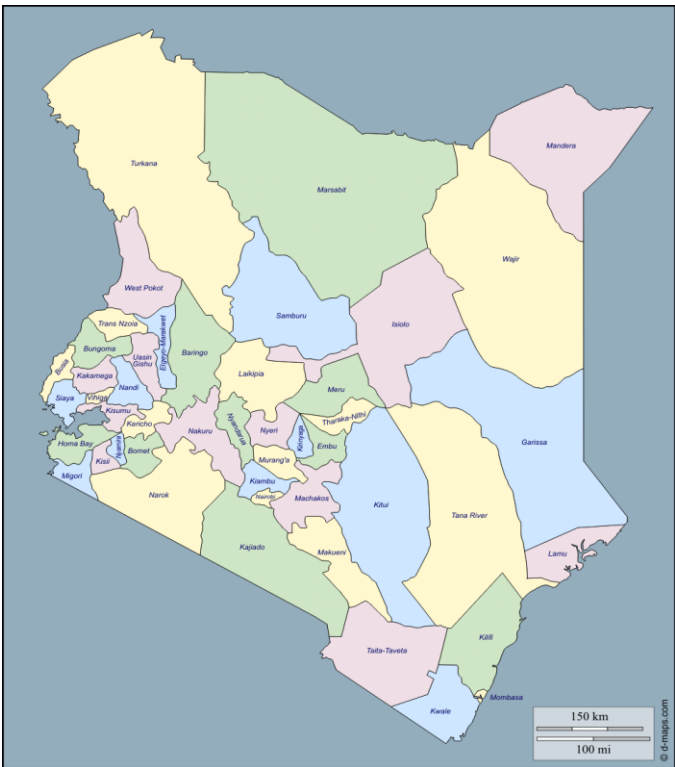 Turkana
Mandera
Marsabit
Wajir
West Pokot
Samburu
Isiolo
Trans Nzoia
Elgeyo-Marakwet
Bungoma
Uasin
Gishu
Baringo
Busia
Kakamega
Nandi
Laikipia
Meru
Siaya
Vihiga
Kisumu
Kericho
Nakuru
Nyandarua
Nyeri
Kirinyaga
Tharaka-Nithi
Embu
Garissa
Homa Bay
Kisii
Nyamira
Bomet
Murang'a
Migori
Narok
Kiambu
Nairobi
Machakos
Kitui
Tana River
Kajiado
Makueni
Lamu
Taita-Taveta
Kilifi
Kwale
Mombasa
150 km
100 mi
© d-maps.com